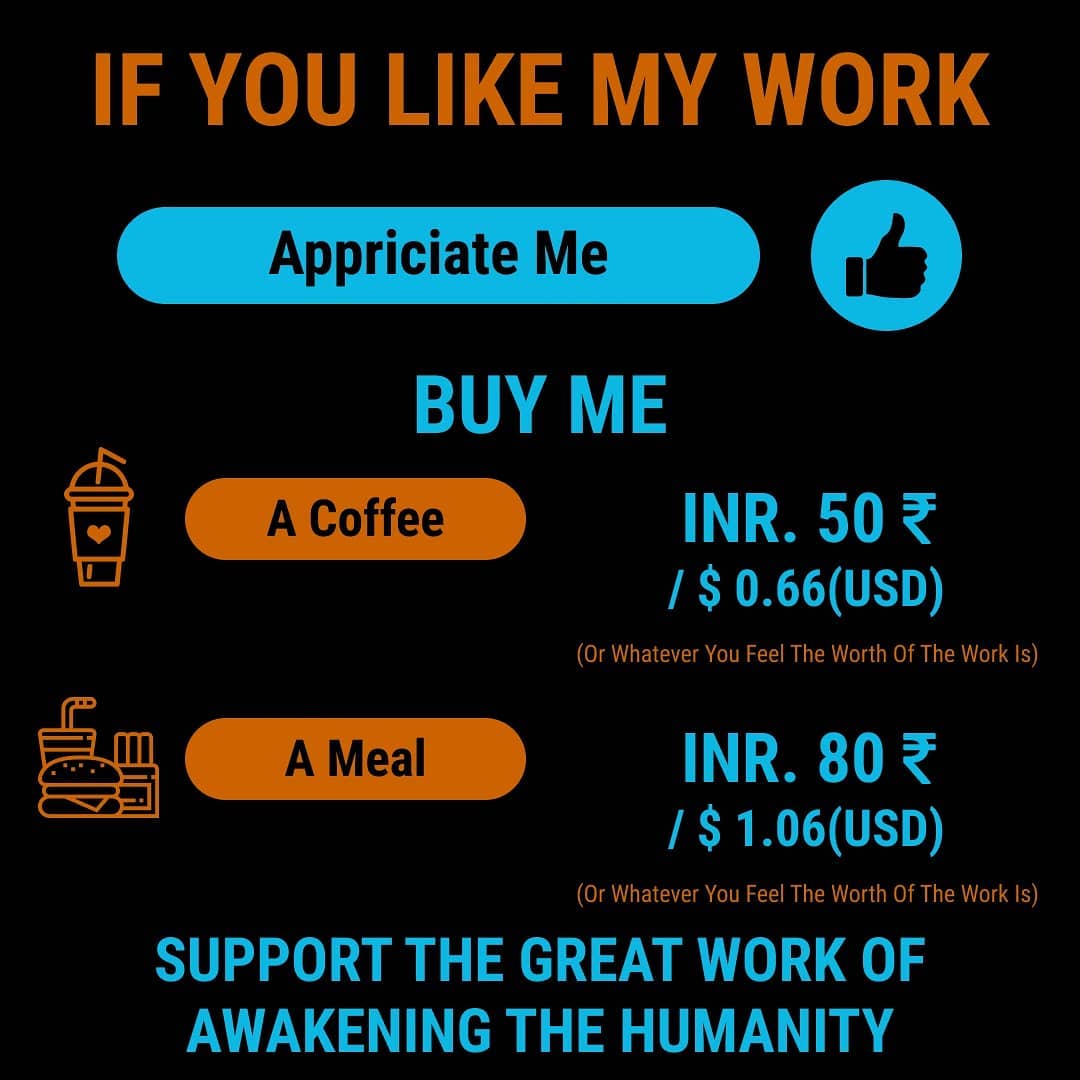 IF YOU LIKE MY WORK
Appriciate Me
BUY ME
A Coffee
INR. 50 ₹
/ $ 0.66(USD)
(Or Whatever You Feel The Worth Of The Work Is)
A Meal
INR. 80 ₹
/ $ 1.06(USD)
(Or Whatever You Feel The Worth Of The Work Is)
SUPPORT THE GREAT WORK OF
AWAKENING THE HUMANITY